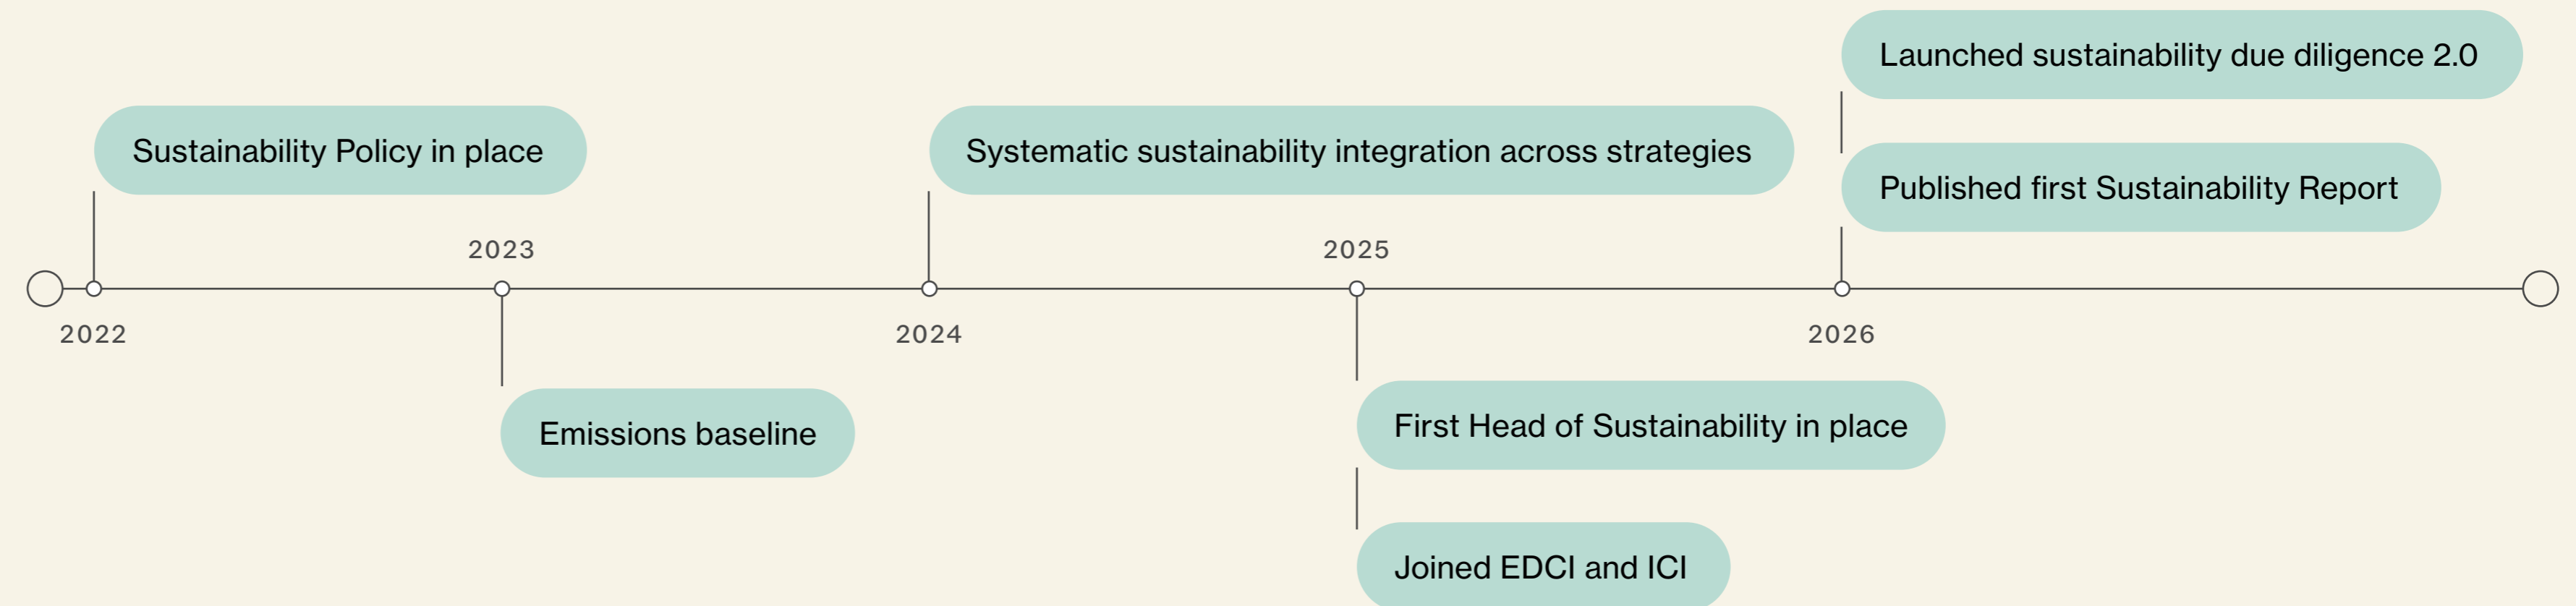 Launched sustainability due diligence 2.0
Sustainability Policy in place
Systematic sustainability integration across strategies
Published first Sustainability Report
2023
2025
2022
2024
2026
Emissions baseline
First Head of Sustainability in place
Joined EDCI and ICI